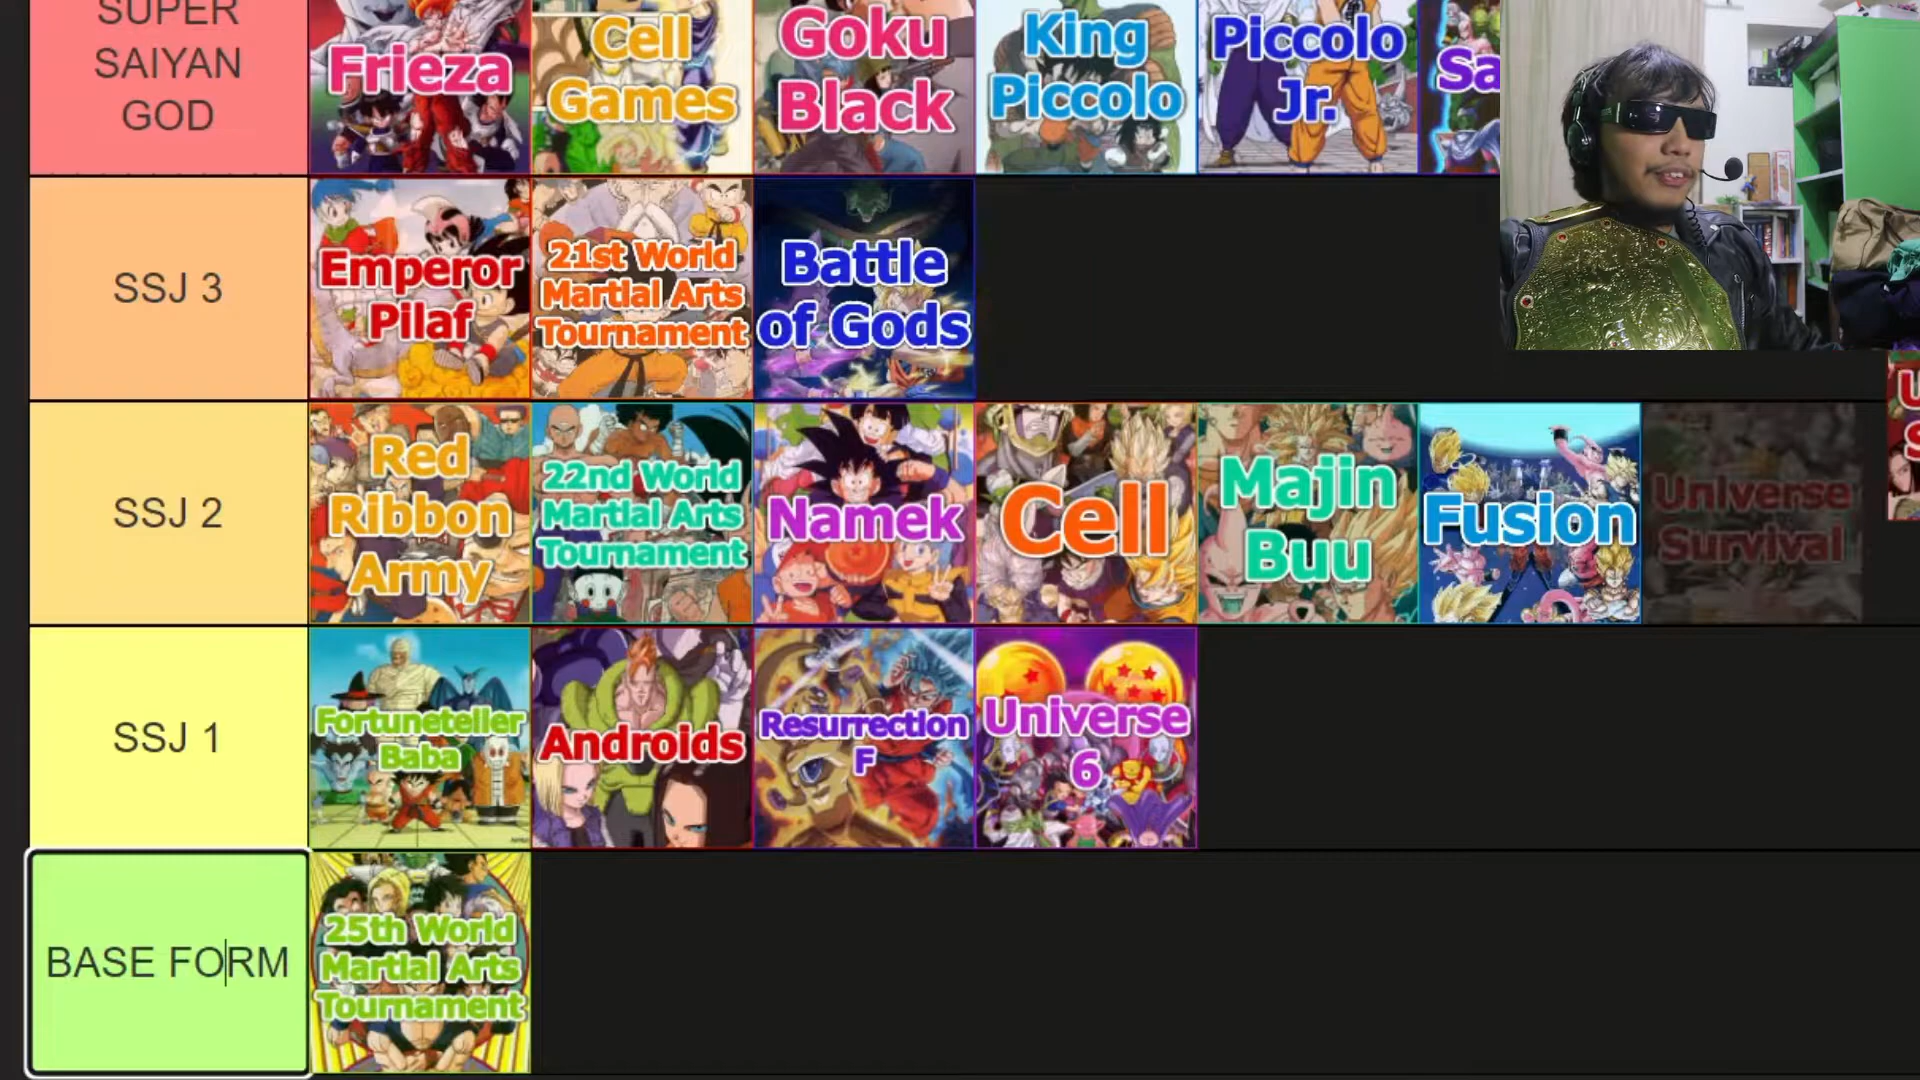 SUPER
SAIYAN
GOD
Frieza
Cell
Games
Goku
Black
King
Piccolo
Piccolo
Jr.
Sa
SSJ 3
Emperor
Pilaf
21st World
Martial Arts
Tournament
Battle
of Gods
SSJ 2
Red
Ribbon
Army
22nd World
Martial Arts
Tournament
Namek
Cell
Majin
Buu
Fusion
Universe
Survival
U
S
SSJ 1
Fortuneteller
Baba
Androids
Resurrection
F
Universe
6
BASE FORM
25th World
Martial Arts
Tournament